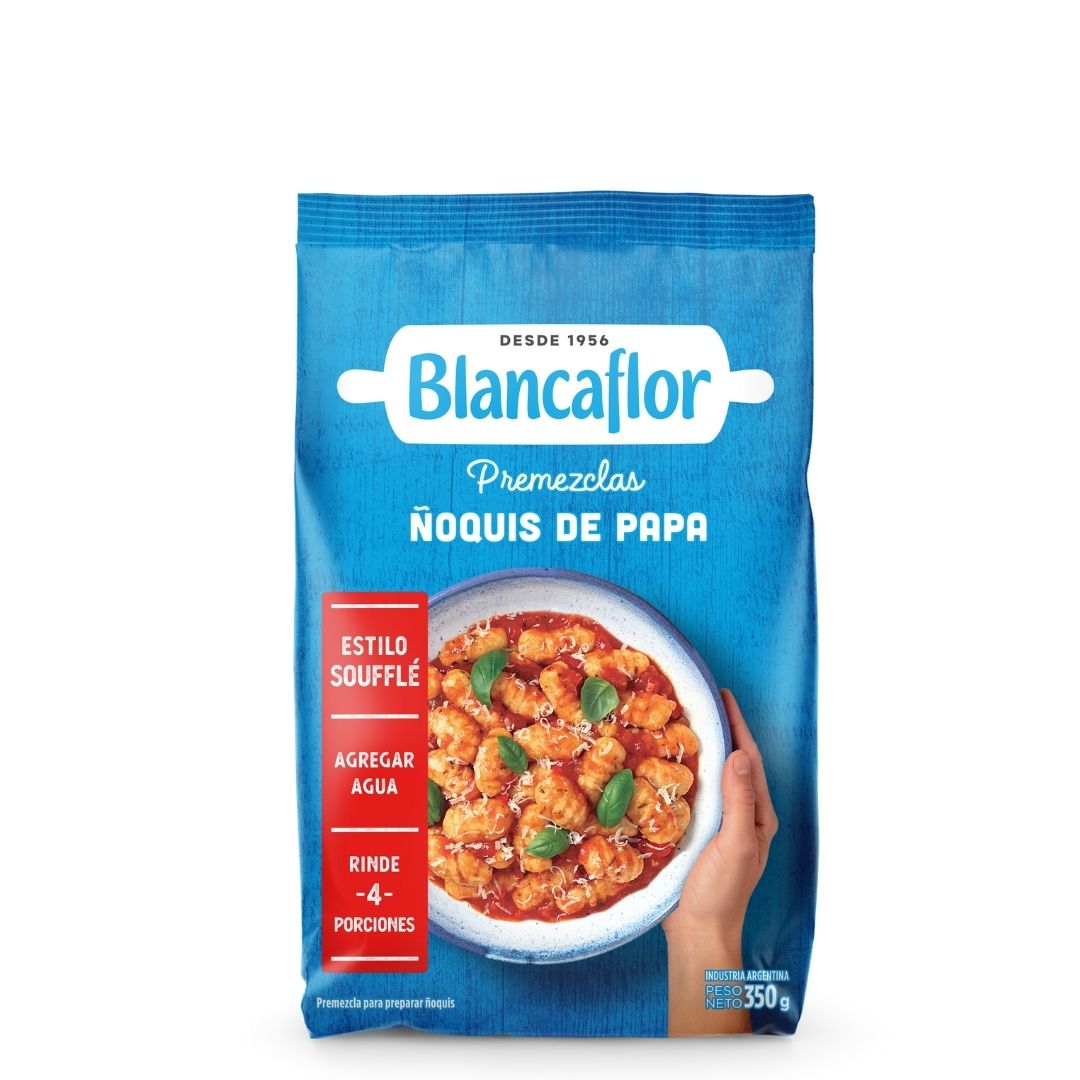 DESDE 1956
Blancaflor
Premezclas
ÑOQUIS DE PAPA
ESTILO
SOUFFLÉ
AGREGAR
AGUA
RINDE
-4-
PORCIONES
INDUSTRIA ARGENTINA
PESO
NETO 350 g
Premezcla para preparar ñoquis